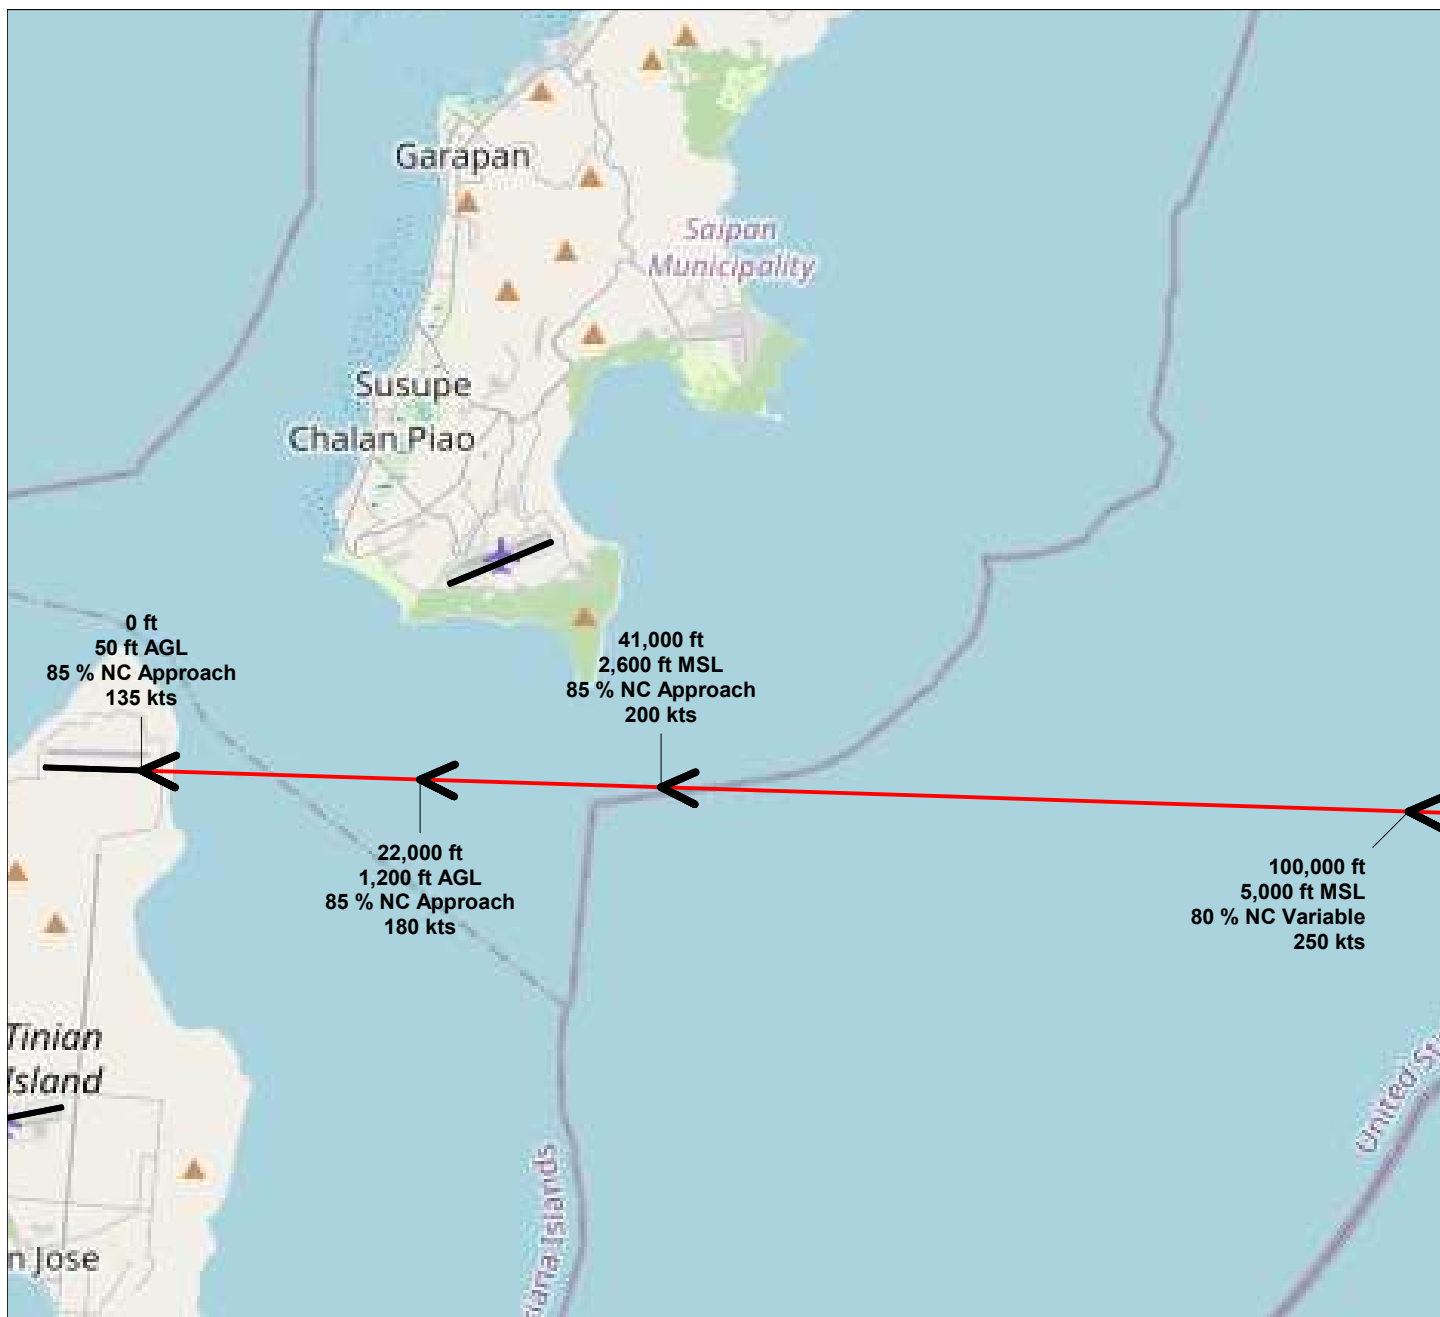 Garapan
Saipan
Municipality
Susupe
Chalan Piao
0 ft
50 ft AGL
85 % NC Approach
135 kts
41,000 ft
2,600 ft MSL
85 % NC Approach
200 kts
22,000 ft
1,200 ft AGL
85 % NC Approach
180 kts
100,000 ft
5,000 ft MSL
80 % NC Variable
250 kts
Tinian
Island
United St
n Jose
iana Islands